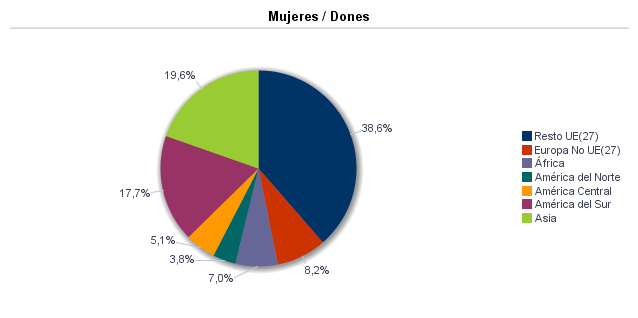 Mujeres / Dones
19,6%
38,6%
17,7%
5,1%
3,8%
7,0%
8,2%
Resto UE(27)
Europa No UE(27)
África
América del Norte
América Central
América del Sur
Asia